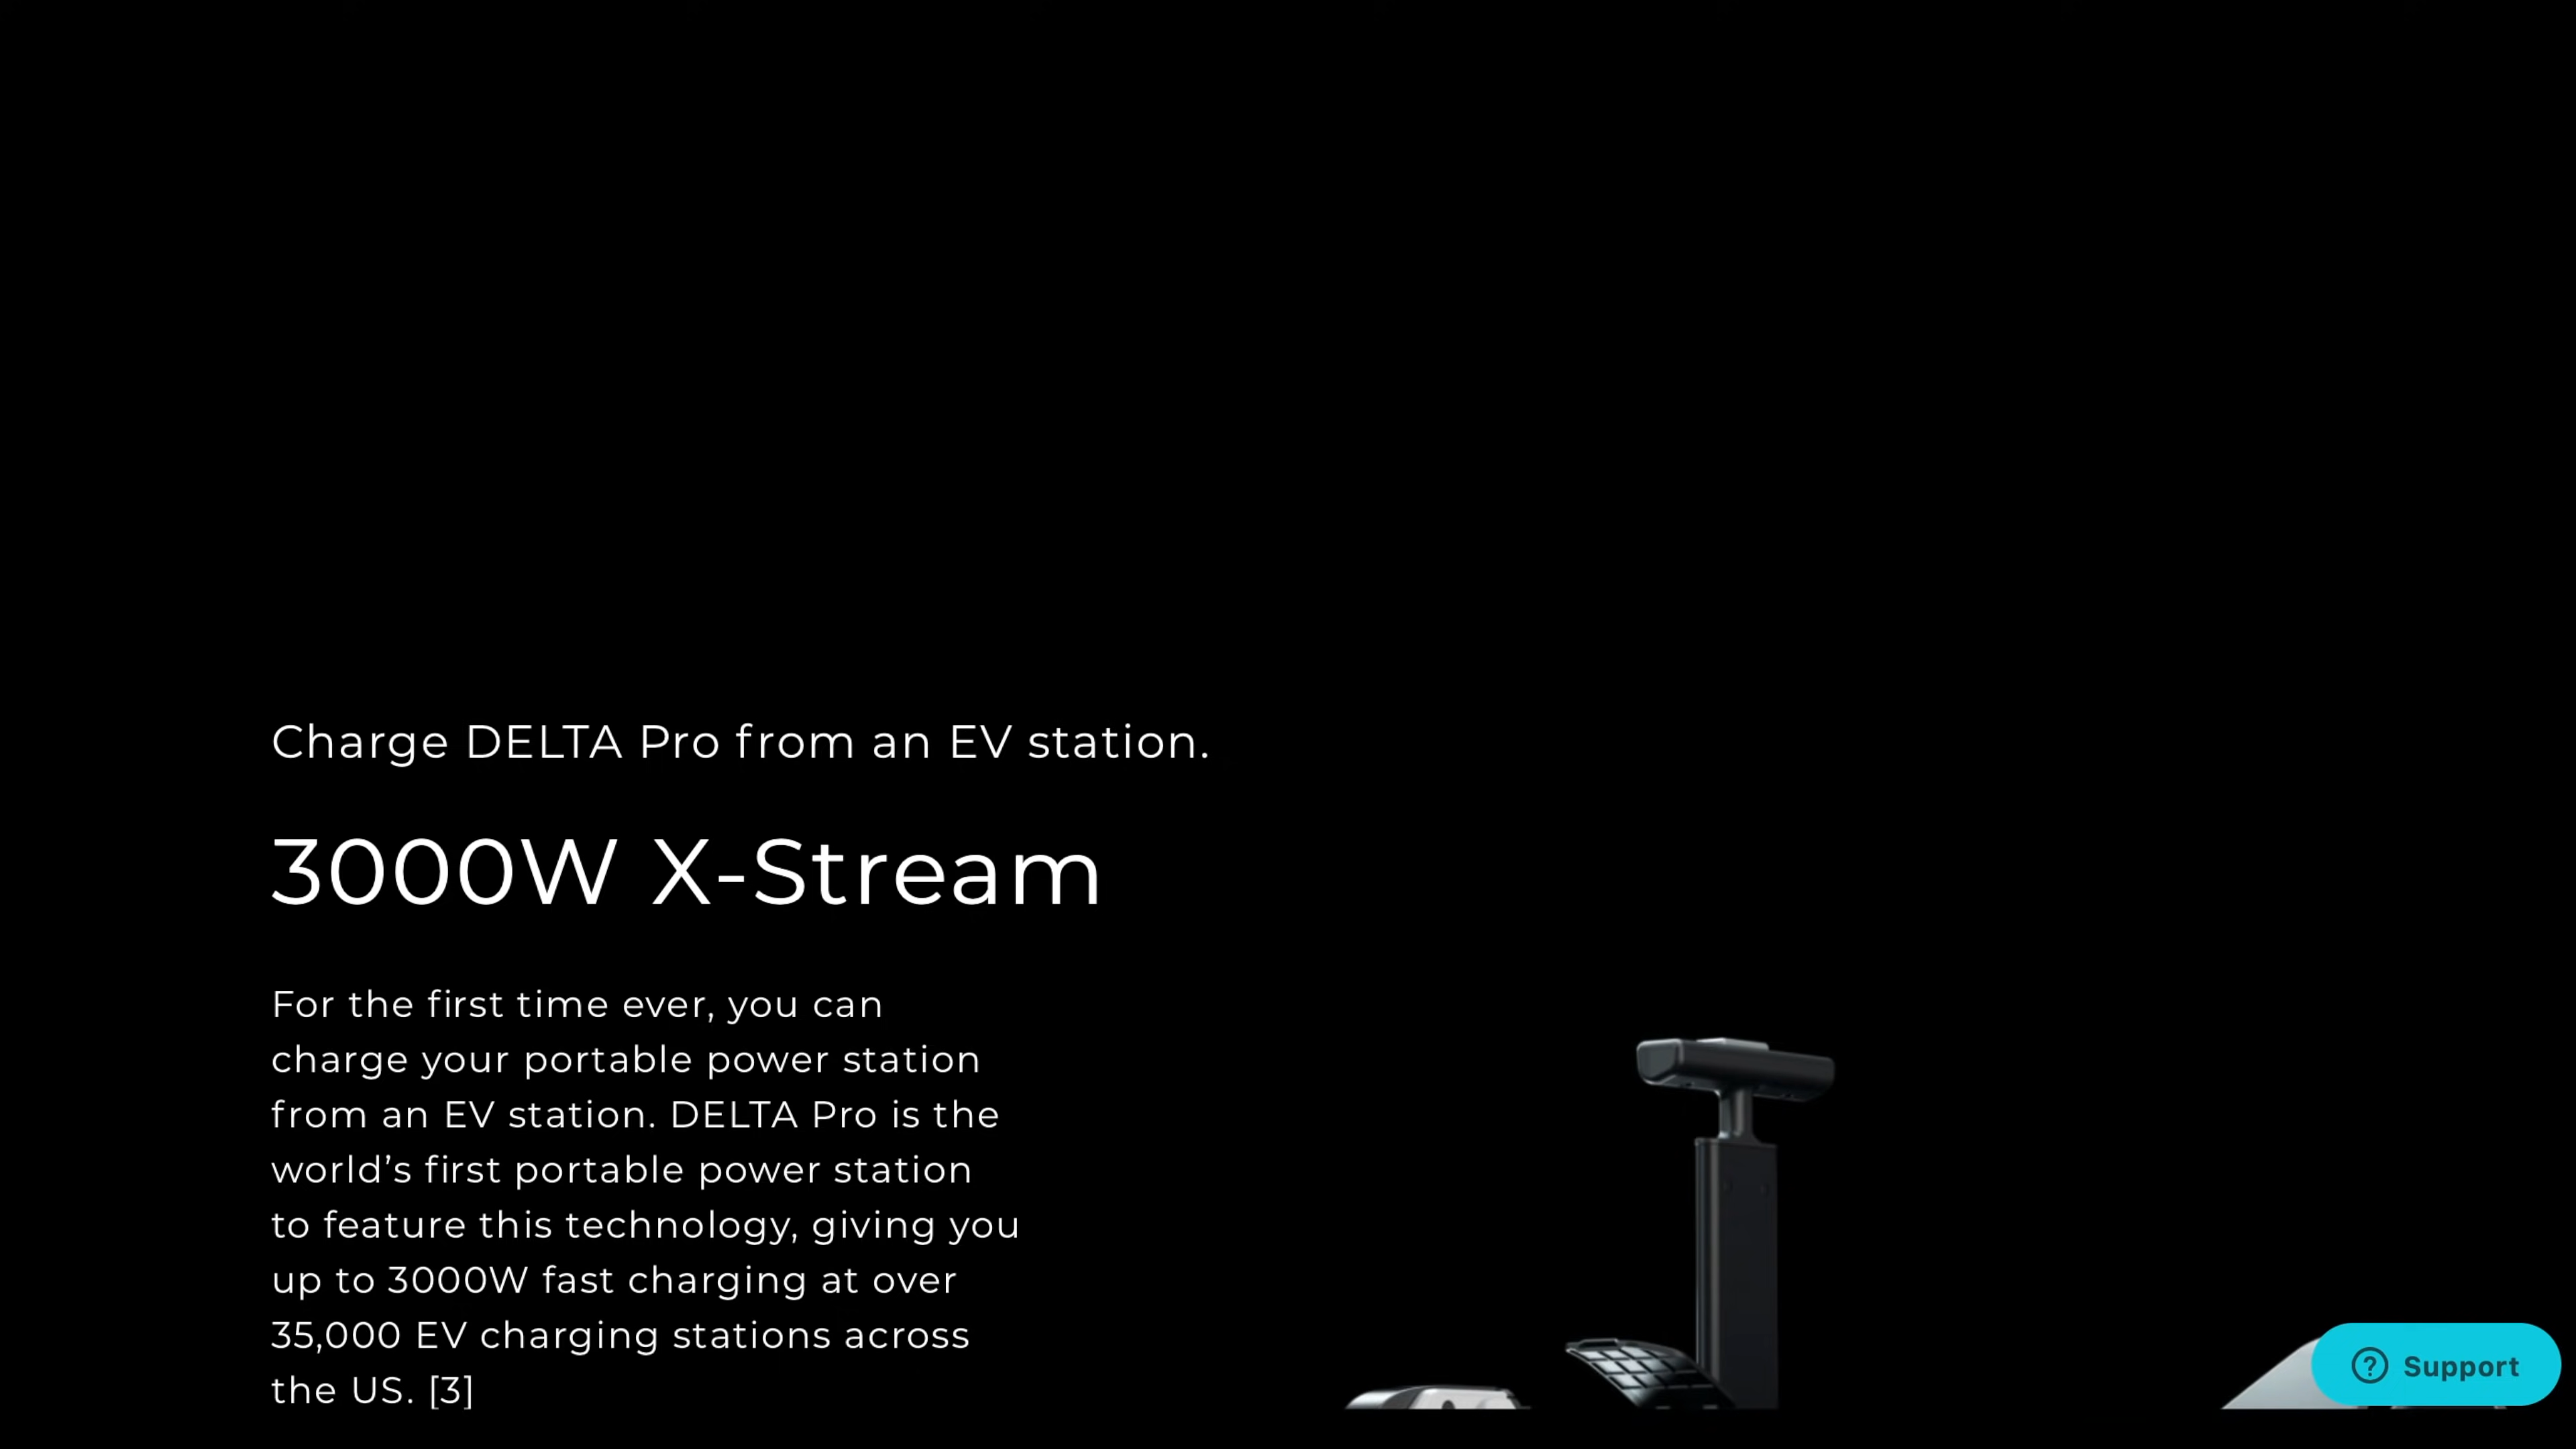 Charge DELTA Pro from an EV station.
3000W X-Stream
For the first time ever, you can
charge your portable power station
from an EV station. DELTA Pro is the
world’s first portable power station
to feature this technology, giving you
up to 3000W fast charging at over
35,000 EV charging stations across
the US. [3]
Support